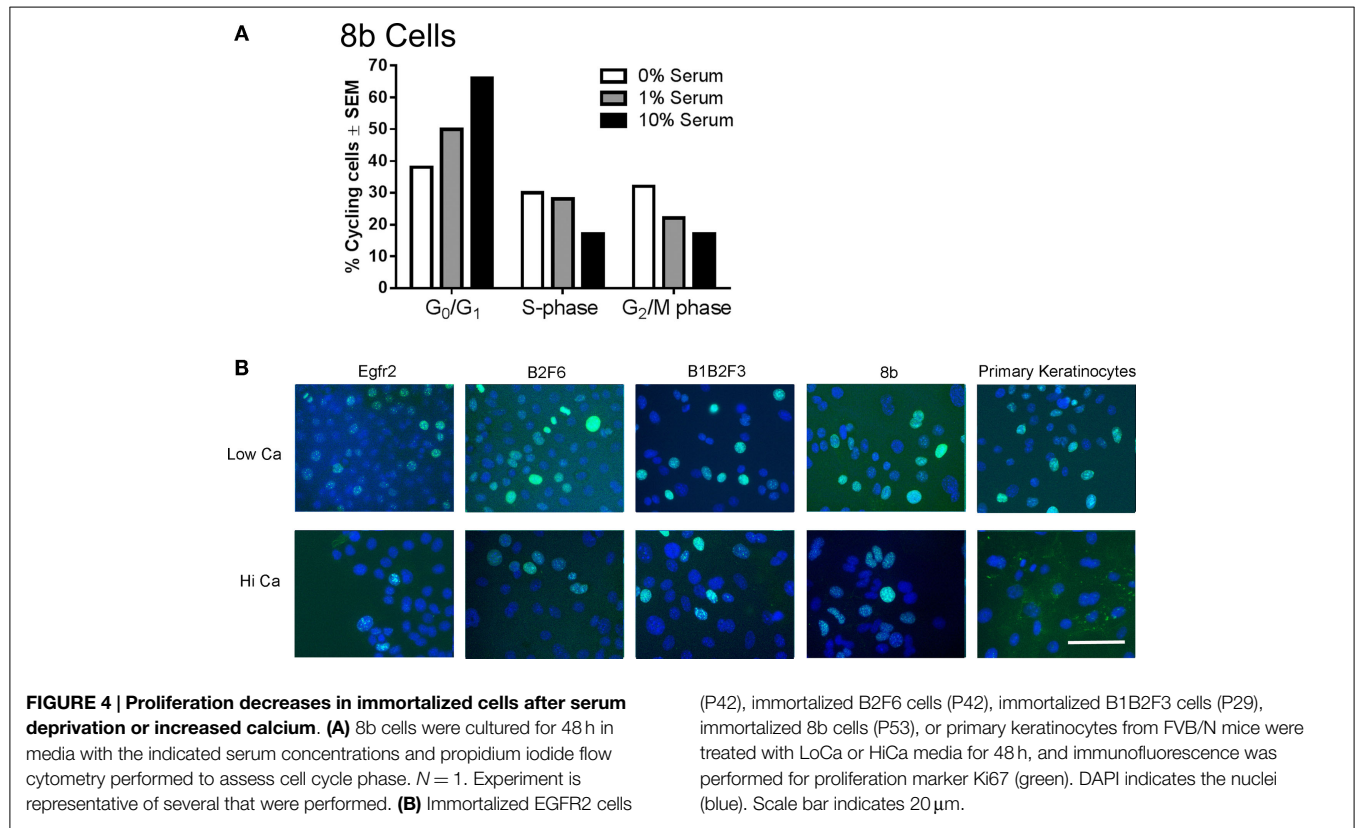 A
8b Cells
% Cycling cells ± SEM
70
60
50
40
30
20
10
0
0% Serum
1% Serum
10% Serum
G0/G1
S-phase
G2/M phase
B
Egfr2
B2F6
B1B2F3
8b
Primary Keratinocytes
Low Ca
Hi Ca
FIGURE 4 | Proliferation decreases in immortalized cells after serum
deprivation or increased calcium. (A) 8b cells were cultured for 48 h in
media with the indicated serum concentrations and propidium iodide flow
cytometry performed to assess cell cycle phase. N = 1. Experiment is
representative of several that were performed. (B) Immortalized EGFR2 cells
(P42), immortalized B2F6 cells (P42), immortalized B1B2F3 cells (P29),
immortalized 8b cells (P53), or primary keratinocytes from FVB/N mice were
treated with LoCa or HiCa media for 48 h, and immunofluorescence was
performed for proliferation marker Ki67 (green). DAPI indicates the nuclei
(blue). Scale bar indicates 20 μm.